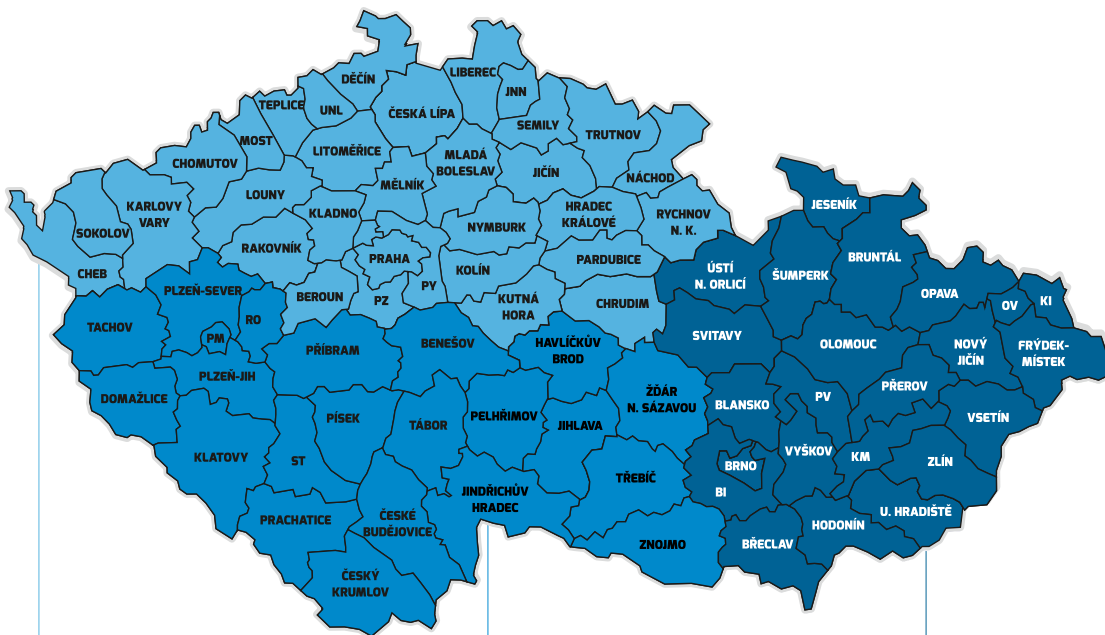 DĚČÍN
LIBEREC
TEPLICE
UNL
JNN
ČESKÁ LÍPA
SEMILY
TRUTNOV
MOST
LITOMĚŘICE
CHOMUTOV
MLADÁ
BOLESLAV
JIČÍN
NÁCHOD
MĚLNÍK
LOUNY
KARLOVY
VARY
KLADNO
HRADEC
KRÁLOVÉ
RYCHNOV
N. K.
JESENÍK
SOKOLOV
NYMBURK
RAKOVNÍK
PRAHA
PARDUBICE
CHEB
KOLÍN
ÚSTÍ
N. ORLICÍ
ŠUMPERK
BRUNTÁL
PLZEŇ-SEVER
BEROUN
PZ
PY
KUTNÁ
HORA
CHRUDIM
OPAVA
OV
KI
TACHOV
RO
PM
PŘÍBRAM
BENEŠOV
HAVLÍČKŮV
BROD
SVITAVY
OLOMOUC
NOVÝ
JIČÍN
FRÝDEK-
MÍSTEK
PLZEŇ-JIH
DOMAŽLICE
ŽĎÁR
N. SÁZAVOU
BLANSKO
PV
PŘEROV
VSETÍN
PÍSEK
TÁBOR
PELHŘIMOV
JIHLAVA
KLATOVY
ST
VYŠKOV
KM
ZLÍN
BRNO
BI
TŘEBÍČ
JINDŘICHŮV
HRADEC
PRACHATICE
ČESKÉ
BUDĚJOVICE
U. HRADIŠTĚ
HODONÍN
ZNOJMO
BŘECLAV
ČESKÝ
KRUMLOV